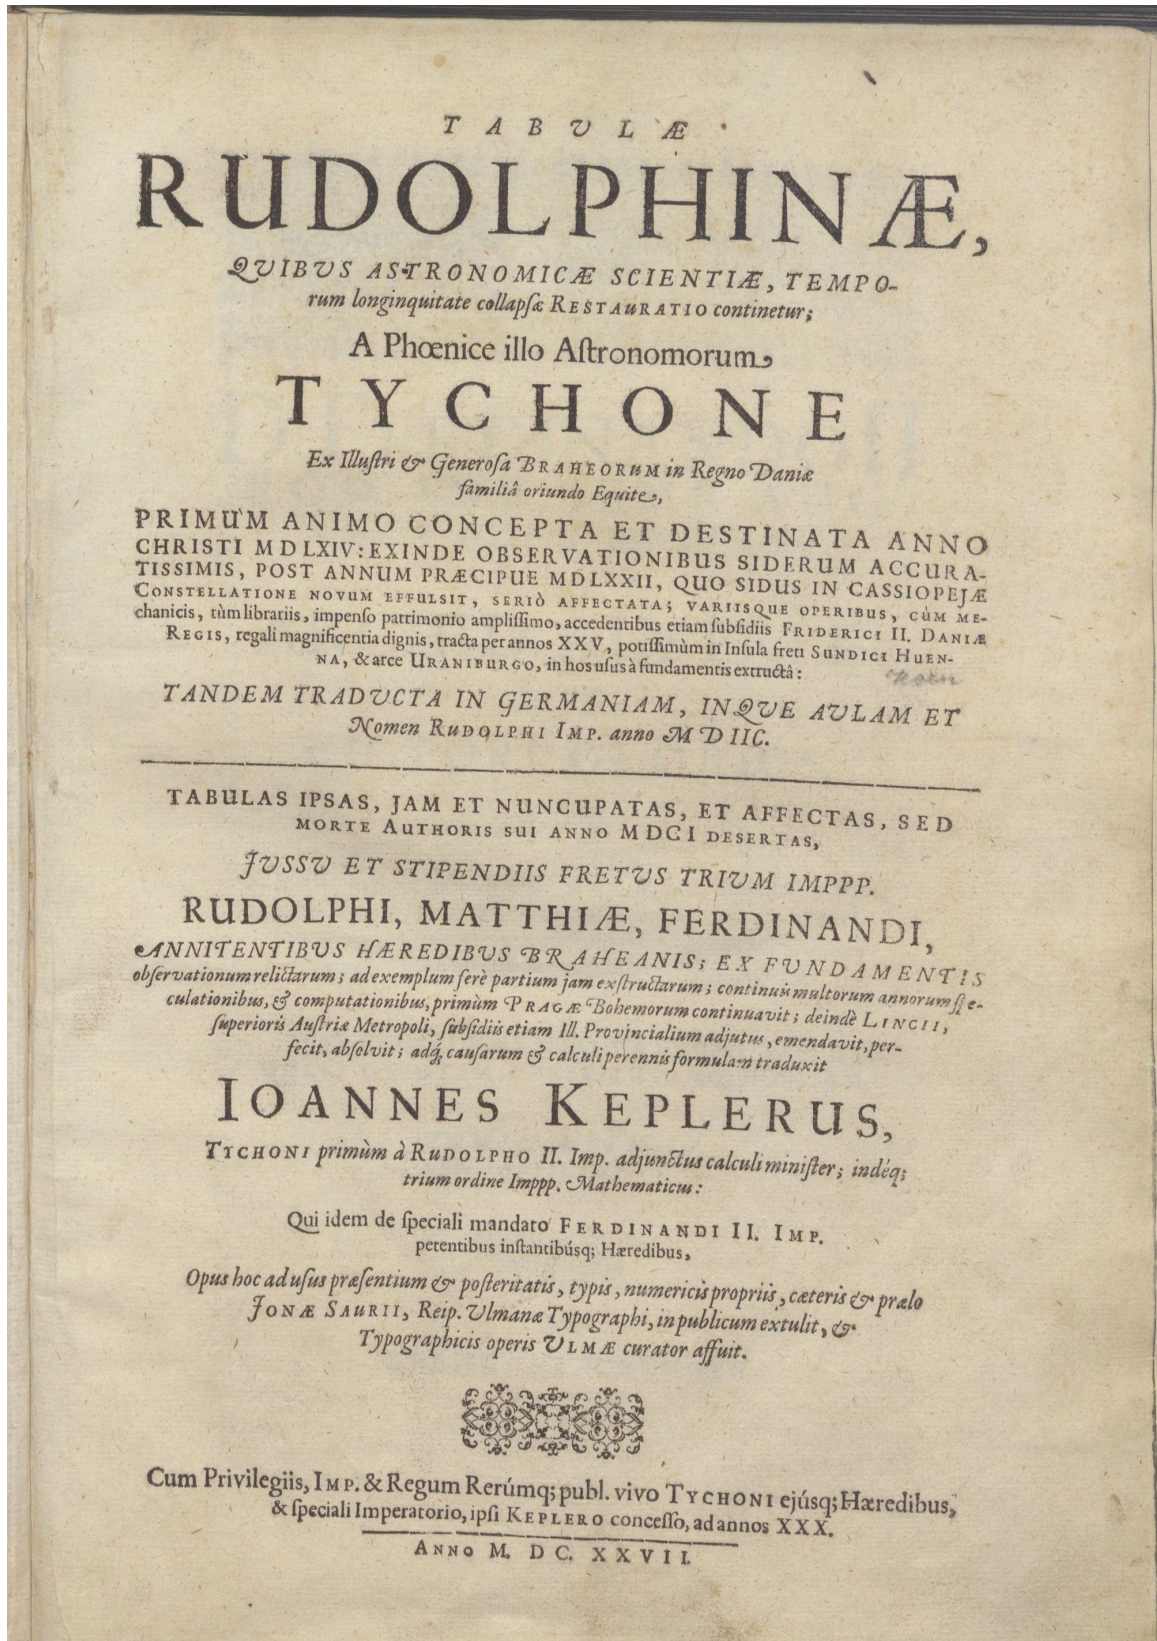 TABVLÆ
RUDOLPHINÆ,
QVIBVS ASTRONOMICÆ SCIENTIÆ, TEMPO-
rum longinquitate collapsæ RESTAURATIO continetur;
A Phœnice illo Astronomorum,
TYCHONE
Ex Illustri & Generosa BRAHEORUM in Regno Daniæ
familiâ oriundo Equite,
PRIMUM ANIMO CONCEPTA ET DESTINATA ANNO
CHRISTI MDLXIV: EXINDE OBSERVATIONIBUS SIDERUM ACCURA-
TISSIMIS, POST ANNUM PRÆCIPUE MDLXXII, QUO SIDUS IN CASSIOPEJÆ
CONSTELLATIONE NOVUM EFFULSIT, SERIÒ AFFECTATA; VARIISQUE OPERIBUS, CÙM ME-
chanicis, tùm librariis, impenso patrimonio amplissimo, accedentibus etiam subsidiis FRIDERICI II. DANIÆ
REGIS, regali magnificentia dignis, tracta per annos XXV, potissimùm in Insula freti SUNDICI HUEN-
NA, & arce URANIBURGO, in hos usus à fundamentis extructâ:
TANDEM TRADVCTA IN GERMANIAM, INQVE AVLAM ET
Nomen RUDOLPHI IMP. anno MDIIC.
TABULAS IPSAS, JAM ET NUNCUPATAS, ET AFFECTAS, SED
MORTE AUTHORIS SUI ANNO MDCI DESERTAS,
JVSSV ET STIPENDIIS FRETVS TRIVM IMPPP.
RUDOLPHI, MATTHIÆ, FERDINANDI,
ANNITENTIBVS HÆREDIBVS BRAHEANIS; EX FUNDAMENTIS
observationum relictarum; ad exemplum ferè partium jam exstructarum; continuis multorum annorum spe-
culationibus, & computationibus, primùm PRAGÆ Bohemorum continuavit; deindè LINCII,
superioris Austriæ Metropoli, subsidiis etiam Ill. Provincialium adjutus, emendavit, per-
fecit, absolvit; adq; causarum & calculi perennis formulam traduxit
IOANNES KEPLERUS,
TYCHONI primùm à RUDOLPHO II. Imp. adjunctus calculi minister; indéq;
trium ordine Imppp. Mathematicus:
Qui idem de speciali mandato FERDINANDI II. IMP.
petentibus instantibúsq; Hæredibus,
Opus hoc ad usus præsentium & posteritatis, typis, numericis propriis, cæteris & prælo
JONÆ SAURII, Reip. Ulmanæ Typographi, in publicum extulit, &
Typographicis operis ULMÆ curator affuit.
Cum Privilegiis, IMP. & Regum Rerúmq; publ. vivo TYCHONI ejúsq; Hæredibus,
& speciali Imperatorio, ipsi KEPLERO concesso, ad annos XXX.
ANNO M. DC. XXVII.